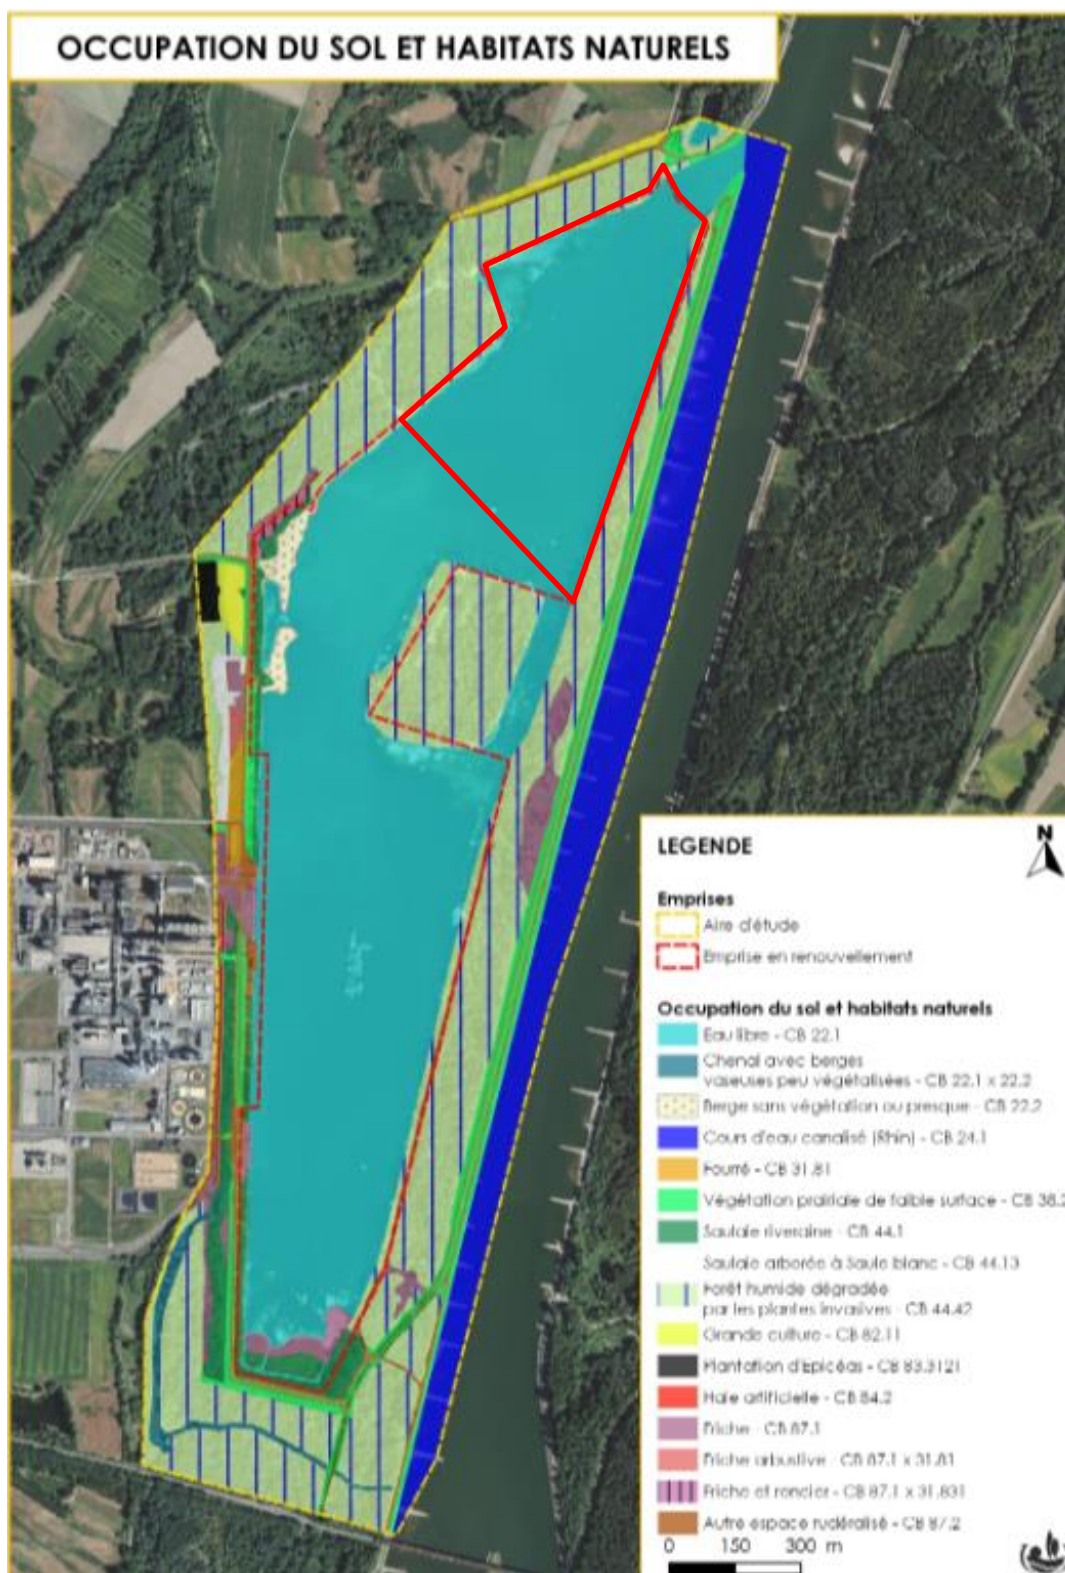 OCCUPATION DU SOL ET HABITATS NATURELS
LEGENDE
N
Emprises
Aire d'étude
Emprise en renouvellement
Occupation du sol et habitats naturels
Eau libre - CB 22.1
Chenal avec berges
vaseuses peu végétalisées - CB 22.1 x 22.2
Berge sans végétation ou presque - CB 22.2
Cours d'eau canalisé (Rhin) - CB 24.1
Fourré - CB 31.81
Végétation prairiale de faible surface - CB 38.2
Saulaie riveraine - CB 44.1
Saulaie arborée à Saule blanc - CB 44.13
Forêt humide dégradée
par les plantes invasives - CB 44.42
Grande culture - CB 82.11
Plantation d'Epicéas - CB 83.3121
Haie artificielle - CB 84.2
Friche - CB 87.1
Friche arbustive - CB 87.1 x 31.81
Friche et roncier - CB 87.1 x 31.831
Autre espace rudéralisé - CB 87.2
0 150 300 m